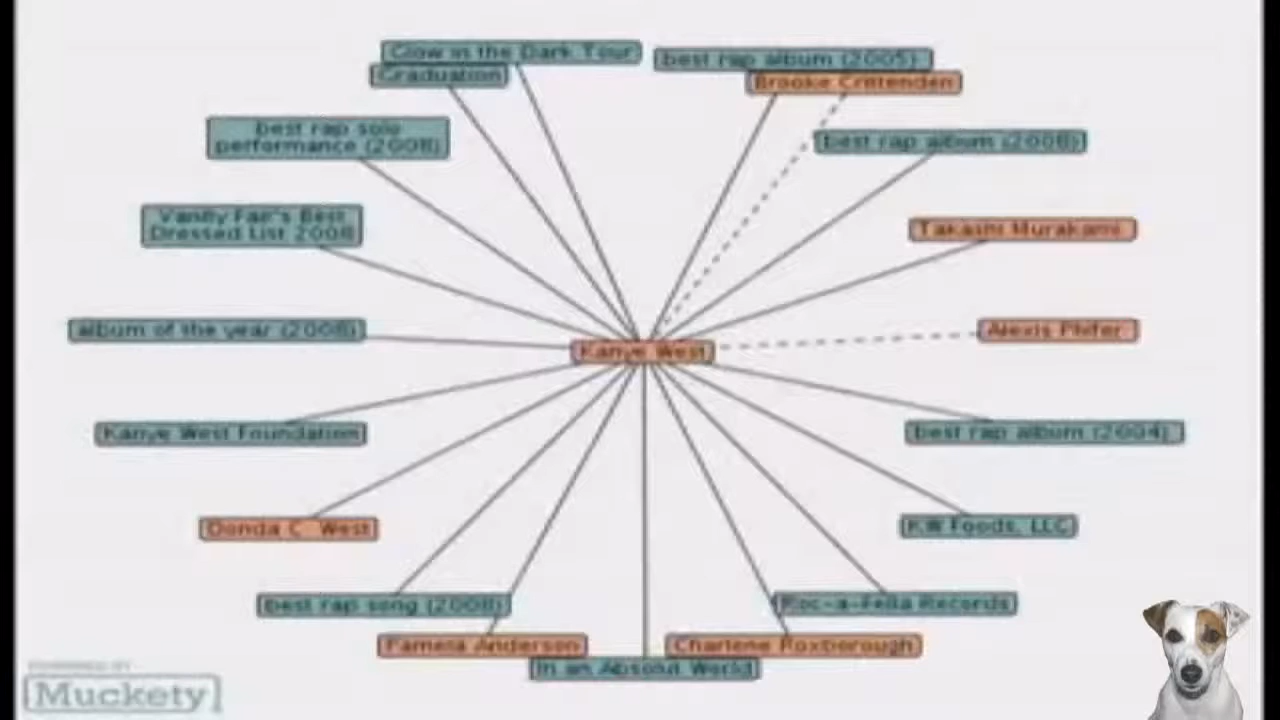 Glow in the Dark Tour
best rap album (2005)
Graduation
Brooke Crittenden
best rap solo
performance (2008)
best rap album (2008)
Vanity Fair's Best
Dressed List 2008
Takashi Murakami
album of the year (2008)
Alexis Phifer
Kanye West
Kanye West Foundation
best rap album (2004)
Donda C. West
KW Foods, LLC
best rap song (2008)
Roc-a-Fella Records
Pamela Anderson
Charlene Roxborough
In an Absolut World
POWERED BY
Muckety